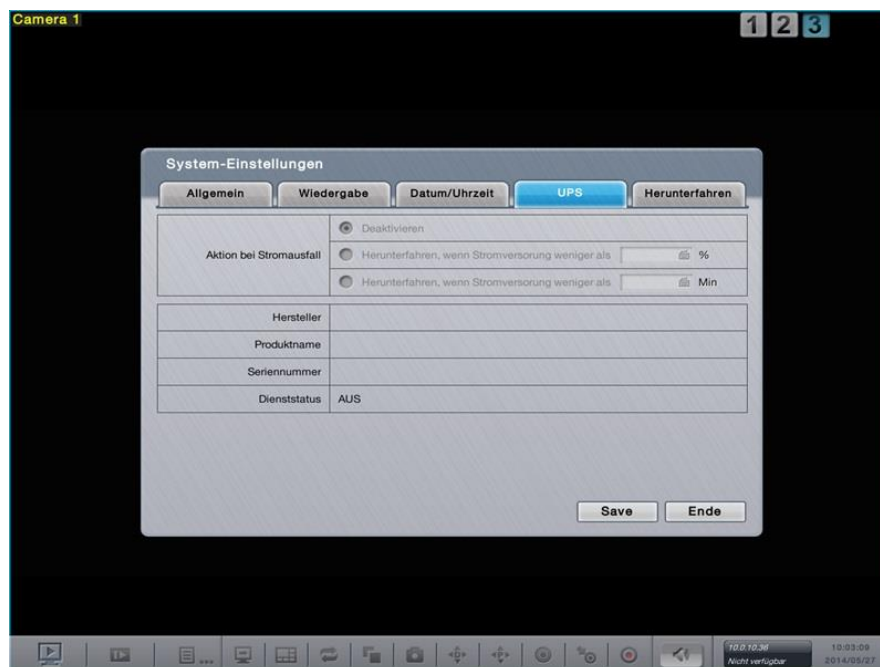 Camera 1
1 2 3
System-Einstellungen
Allgemein Wiedergabe Datum/Uhrzeit UPS Herunterfahren
Aktion bei Stromausfall
Deaktivieren
Herunterfahren, wenn Stromversorung weniger als %
Herunterfahren, wenn Stromversorung weniger als Min
Hersteller
Produktname
Seriennummer
Dienststatus AUS
Save Ende
10.0.10.36
Nicht verfügbar
10:03:09
2014/05/27